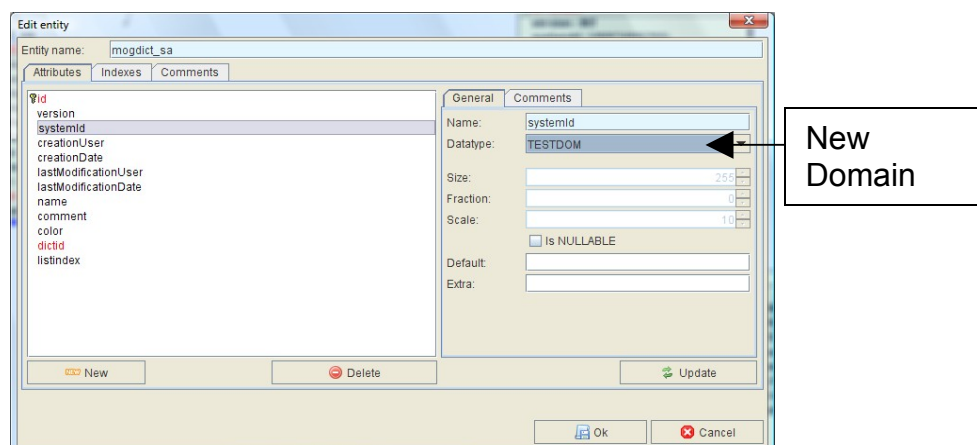 Edit entity
Entity name: mogdict_sa
Attributes Indexes Comments
id
version
systemId
creationUser
creationDate
lastModificationUser
lastModificationDate
name
comment
color
dictid
listindex
General Comments
Name: systemId
Datatype: TESTDOM
Size: 255
Fraction: 0
Scale: 10
Is NULLABLE
Default:
Extra:
New Delete Update
Ok Cancel
New
Domain